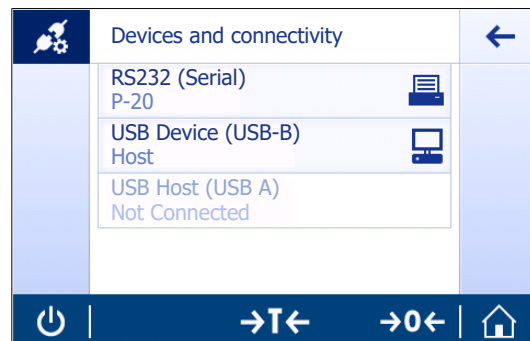 Devices and connectivity
RS232 (Serial)
P-20
USB Device (USB-B)
Host
USB Host (USB A)
Not Connected
→T← →0←